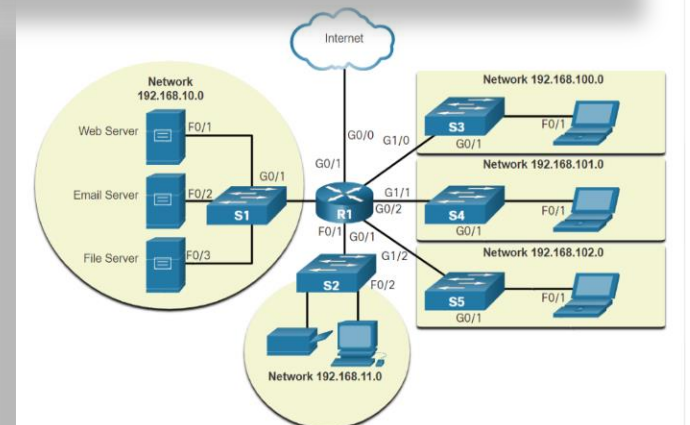 Internet
Network
192.168.10.0
Web Server
F0/1
Email Server
F0/2
File Server
F0/3
G0/1
S1
G0/0
G0/1
G1/0
G1/1
G0/2
R1
F0/1
G0/1
G1/2
S2
F0/2
Network 192.168.11.0
Network 192.168.100.0
S3
G0/1
F0/1
Network 192.168.101.0
S4
G0/1
F0/1
Network 192.168.102.0
S5
G0/1
F0/1